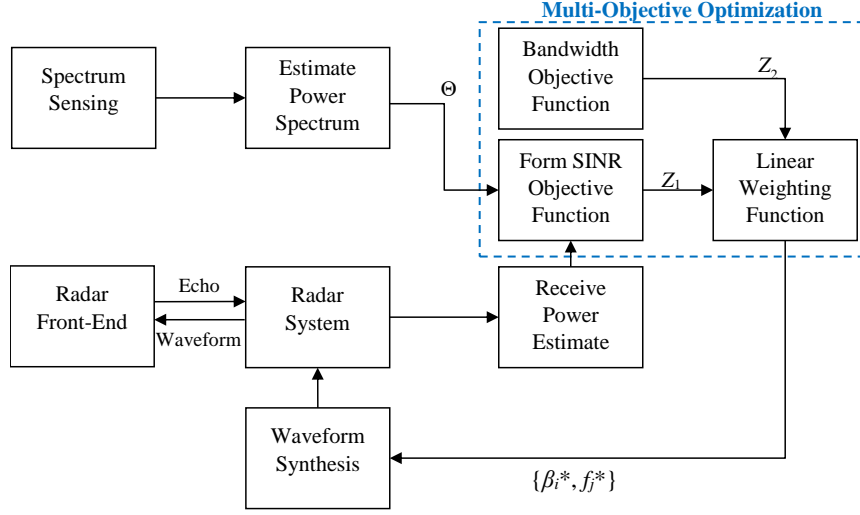 Multi-Objective Optimization
Spectrum
Sensing
Estimate
Power
Spectrum
Θ
Bandwidth
Objective
Function
Z2
Form SINR
Objective
Function
Z1
Linear
Weighting
Function
Radar
Front-End
Echo
Waveform
Radar
System
Receive
Power
Estimate
Waveform
Synthesis
{βi*, fj*}